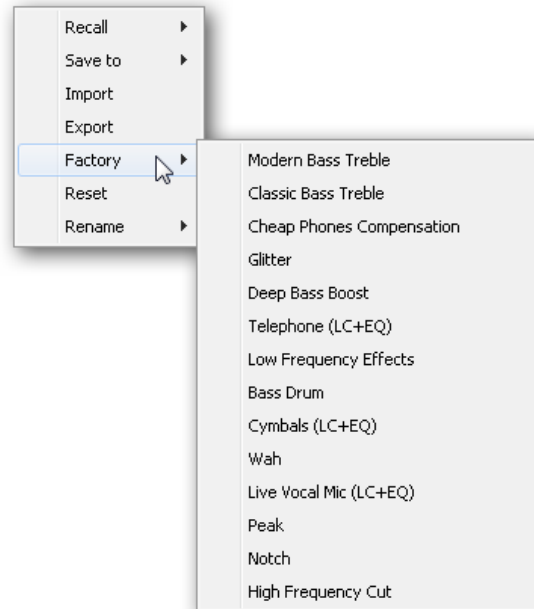 Recall
Save to
Import
Export
Factory
Reset
Rename
Modern Bass Treble
Classic Bass Treble
Cheap Phones Compensation
Glitter
Deep Bass Boost
Telephone (LC+EQ)
Low Frequency Effects
Bass Drum
Cymbals (LC+EQ)
Wah
Live Vocal Mic (LC+EQ)
Peak
Notch
High Frequency Cut